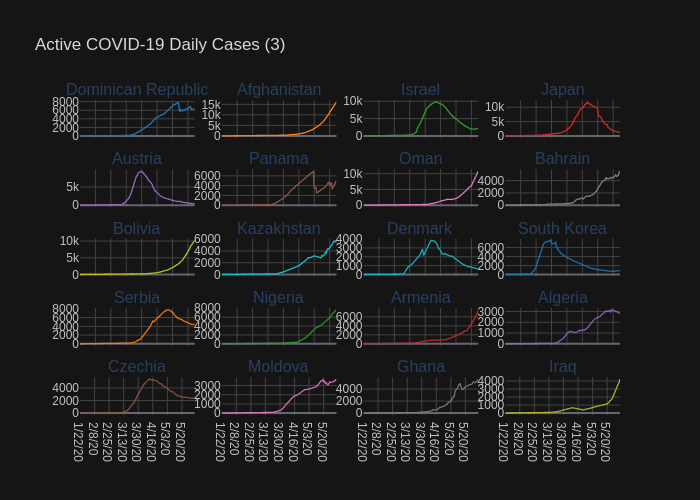 Active COVID-19 Daily Cases (3)
Dominican Republic Afghanistan Israel Japan
8000 6000 4000 2000 0
15k 10k 5k 0
10k 5k 0
10k 5k 0
Austria Panama Oman Bahrain
5k 0
6000 4000 2000 0
10k 5k 0
4000 2000 0
Bolivia Kazakhstan Denmark South Korea
10k 5k 0
6000 4000 2000 0
4000 3000 2000 1000 0
6000 4000 2000 0
Serbia Nigeria Armenia Algeria
8000 6000 4000 2000 0
8000 6000 4000 2000 0
6000 4000 2000 0
3000 2000 1000 0
Czechia Moldova Ghana Iraq
4000 2000 0
3000 2000 1000 0
4000 2000 0
4000 3000 2000 1000 0
1/22/20 2/8/20 2/25/20 3/13/20 3/30/20 4/16/20 5/3/20 5/20/20
1/22/20 2/8/20 2/25/20 3/13/20 3/30/20 4/16/20 5/3/20 5/20/20
1/22/20 2/8/20 2/25/20 3/13/20 3/30/20 4/16/20 5/3/20 5/20/20
1/22/20 2/8/20 2/25/20 3/13/20 3/30/20 4/16/20 5/3/20 5/20/20